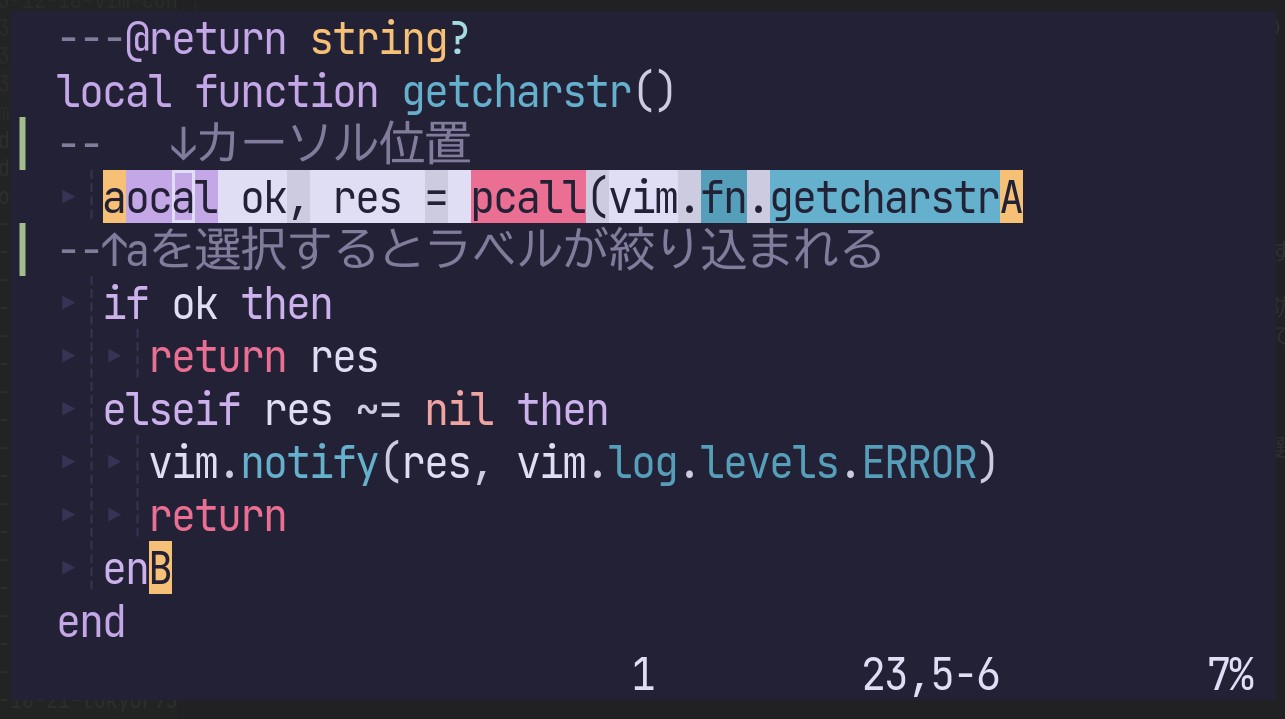 ---@return string?
local function getcharstr()
--   ↓カーソル位置
▸ aocal ok, res = pcall(vim.fn.getcharstrA
--↑aを選択するとラベルが絞り込まれる
▸ if ok then
▸ ▸ return res
▸ elseif res ~= nil then
▸ ▸ vim.notify(res, vim.log.levels.ERROR)
▸ ▸ return
▸ enB
end
1 23,5-6 7%